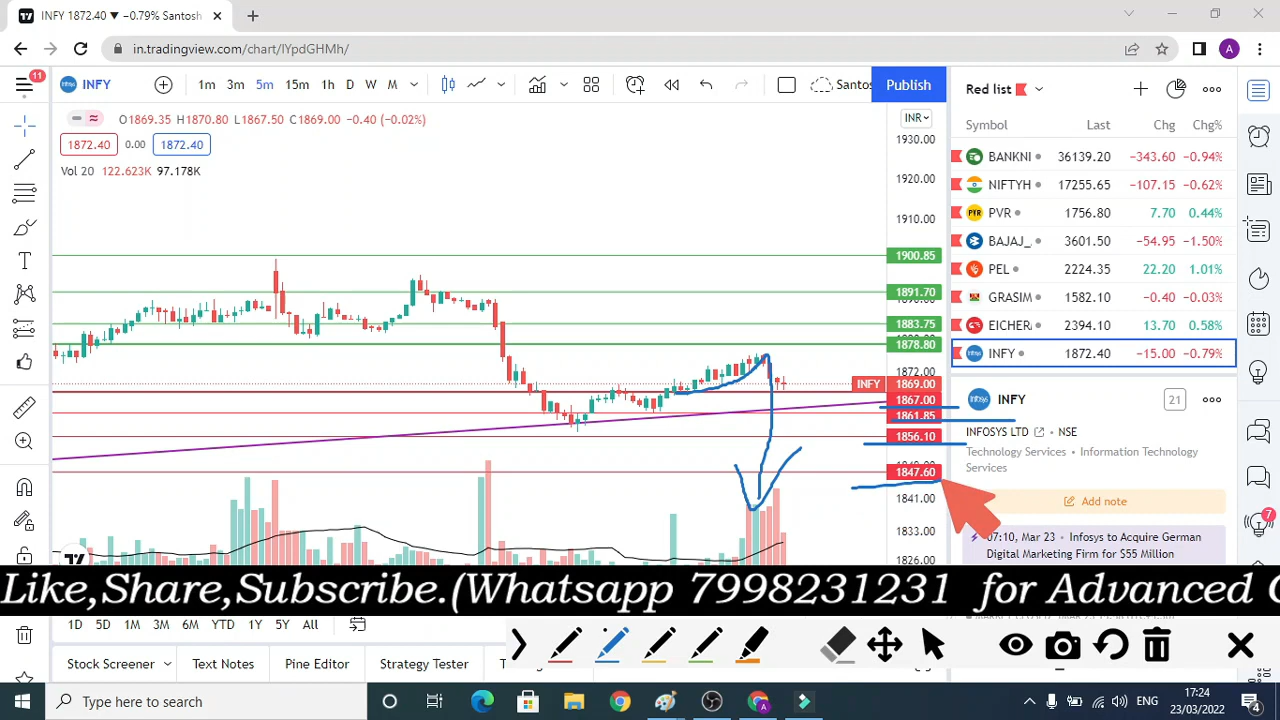 INFY 1872.40 ▼ −0.79% Santosh
in.tradingview.com/chart/IYpdGHMh/
A
11
INFY
1m 3m 5m 15m 1h D W M
Santos
Publish
O1869.35 H1870.80 L1867.50 C1869.00 −0.40 (−0.02%)
1872.40 0.00 1872.40
Vol 20 122.623K 97.178K
INR
1930.00
1920.00
1910.00
1900.85
1891.70
1883.75
1878.80
1872.00
INFY 1869.00
1867.00
1861.85
1856.10
1847.60
1841.00
1833.00
1826.00
Red list
Symbol Last Chg Chg%
BANKNI 36139.20 −343.60 −0.94%
NIFTYH 17255.65 −107.15 −0.62%
PVR 1756.80 7.70 0.44%
BAJAJ_ 3601.50 −54.95 −1.50%
PEL 2224.35 22.20 1.01%
GRASIM 1582.10 −0.40 −0.03%
EICHER 2394.10 13.70 0.58%
INFY 1872.40 −15.00 −0.79%
INFY 21
INFOSYS LTD • NSE
Technology Services • Information Technology
Services
Add note
07:10, Mar 23 • Infosys to Acquire German
Digital Marketing Firm for $55 Million
7
Like,Share,Subscribe.(Whatsapp 7998231231 for Advanced C
1D 5D 1M 3M 6M YTD 1Y 5Y All
Stock Screener Text Notes Pine Editor Strategy Tester
Type here to search
ENG
17:24
23/03/2022
4